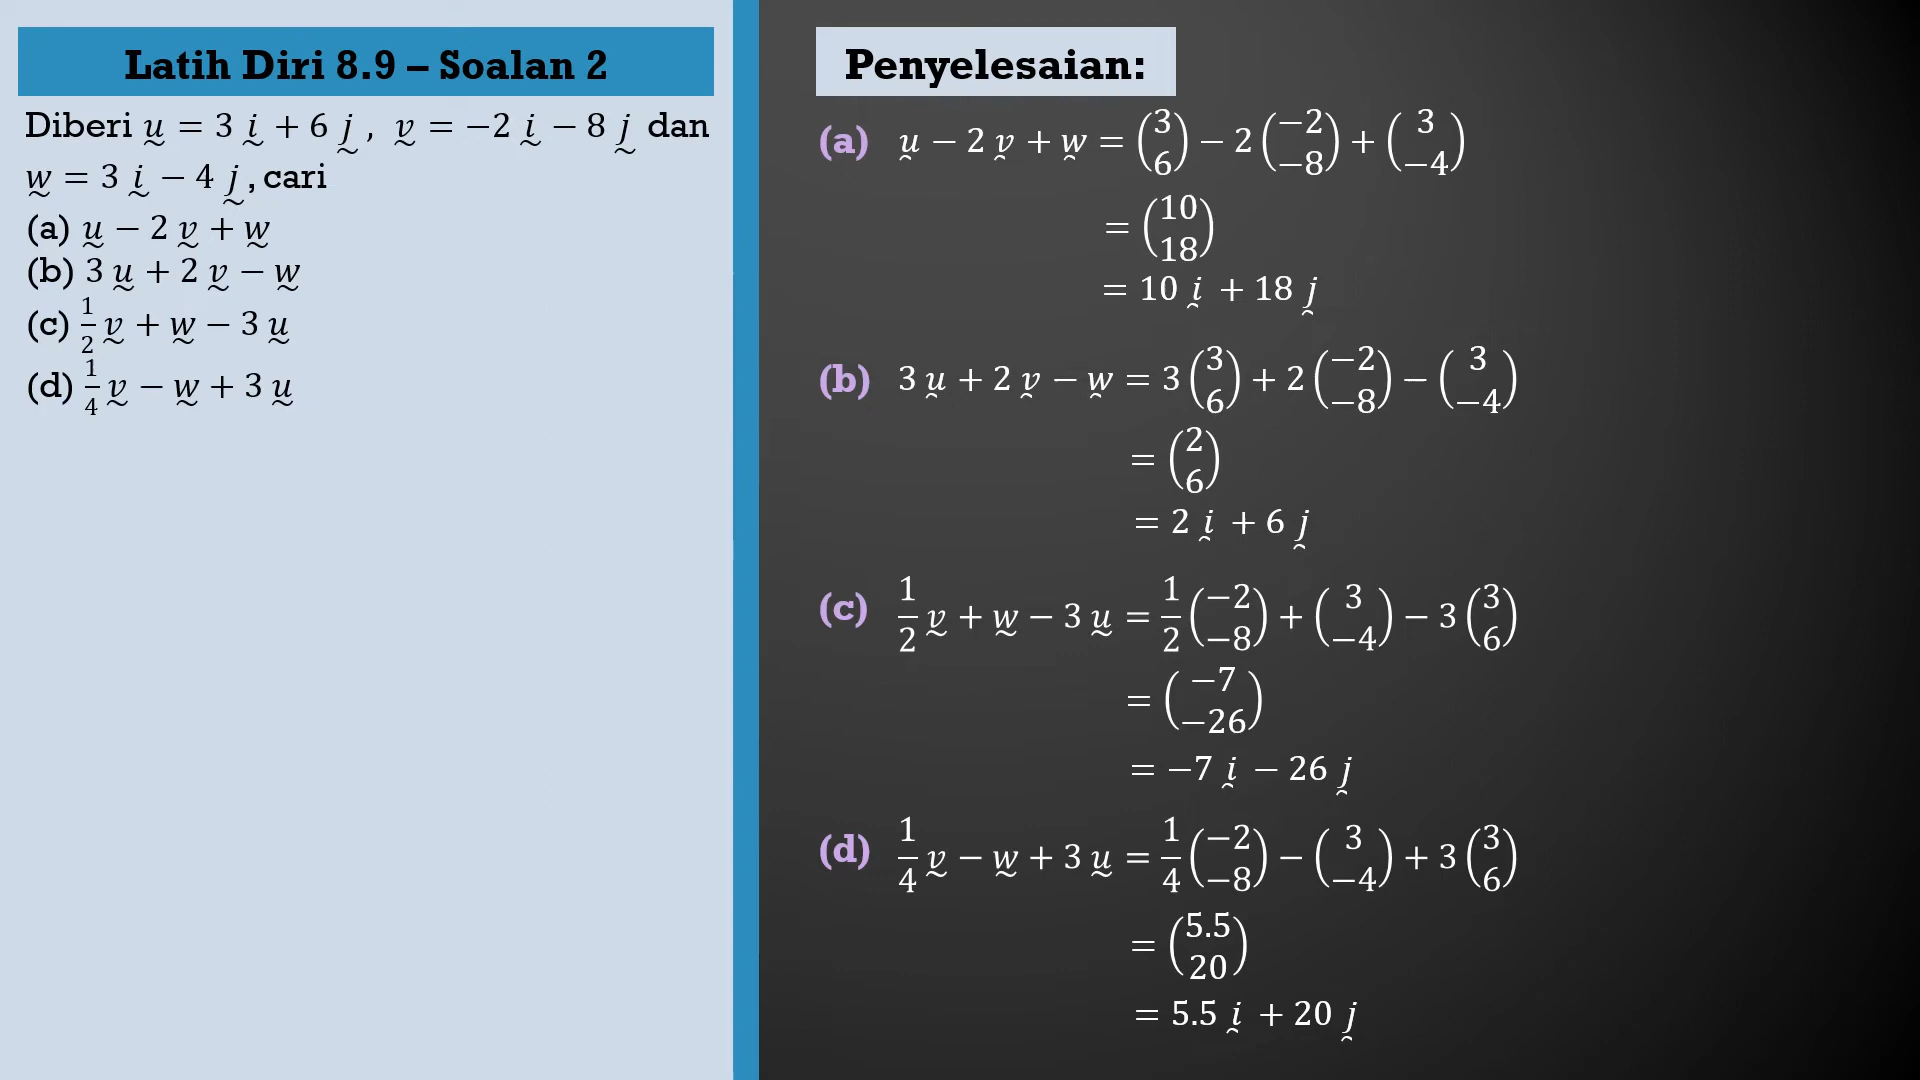 Latih Diri 8.9 – Soalan 2
Diberi ṵ = 3 ḭ + 6 j̰ , v̰ = −2 ḭ − 8 j̰ dan
w̰ = 3 ḭ − 4 j̰ , cari
(a) ṵ − 2 v̰ + w̰
(b) 3 ṵ + 2 v̰ − w̰
(c) 1/2 v̰ + w̰ − 3 ṵ
(d) 1/4 v̰ − w̰ + 3 ṵ
Penyelesaian:
(a) ṵ − 2 v̰ + w̰ = (3 6) − 2 (−2 −8) + (3 −4)
= (10 18)
= 10 ḭ + 18 j̰
(b) 3 ṵ + 2 v̰ − w̰ = 3 (3 6) + 2 (−2 −8) − (3 −4)
= (2 6)
= 2 ḭ + 6 j̰
(c) 1/2 v̰ + w̰ − 3 ṵ = 1/2 (−2 −8) + (3 −4) − 3 (3 6)
= (−7 −26)
= −7 ḭ − 26 j̰
(d) 1/4 v̰ − w̰ + 3 ṵ = 1/4 (−2 −8) − (3 −4) + 3 (3 6)
= (5.5 20)
= 5.5 ḭ + 20 j̰